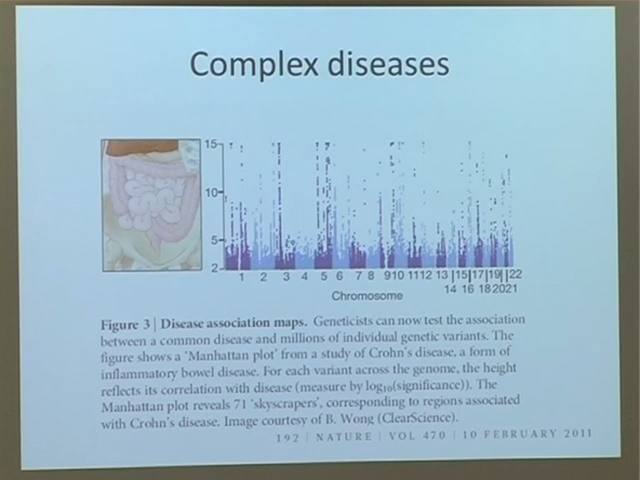 Complex diseases
15
10
5
2
1 2 3 4 5 6 7 8 9 10 11 12 13 | 15 | 17 | 19 | | 22
14 16 18 20 21
Chromosome
Figure 3 | Disease association maps. Geneticists can now test the association
between a common disease and millions of individual genetic variants. The
figure shows a 'Manhattan plot' from a study of Crohn's disease, a form of
inflammatory bowel disease. For each variant across the genome, the height
reflects its correlation with disease (measure by log10(significance)). The
Manhattan plot reveals 71 'skyscrapers', corresponding to regions associated
with Crohn's disease. Image courtesy of B. Wong (ClearScience).
192 | NATURE | VOL 470 | 10 FEBRUARY 2011